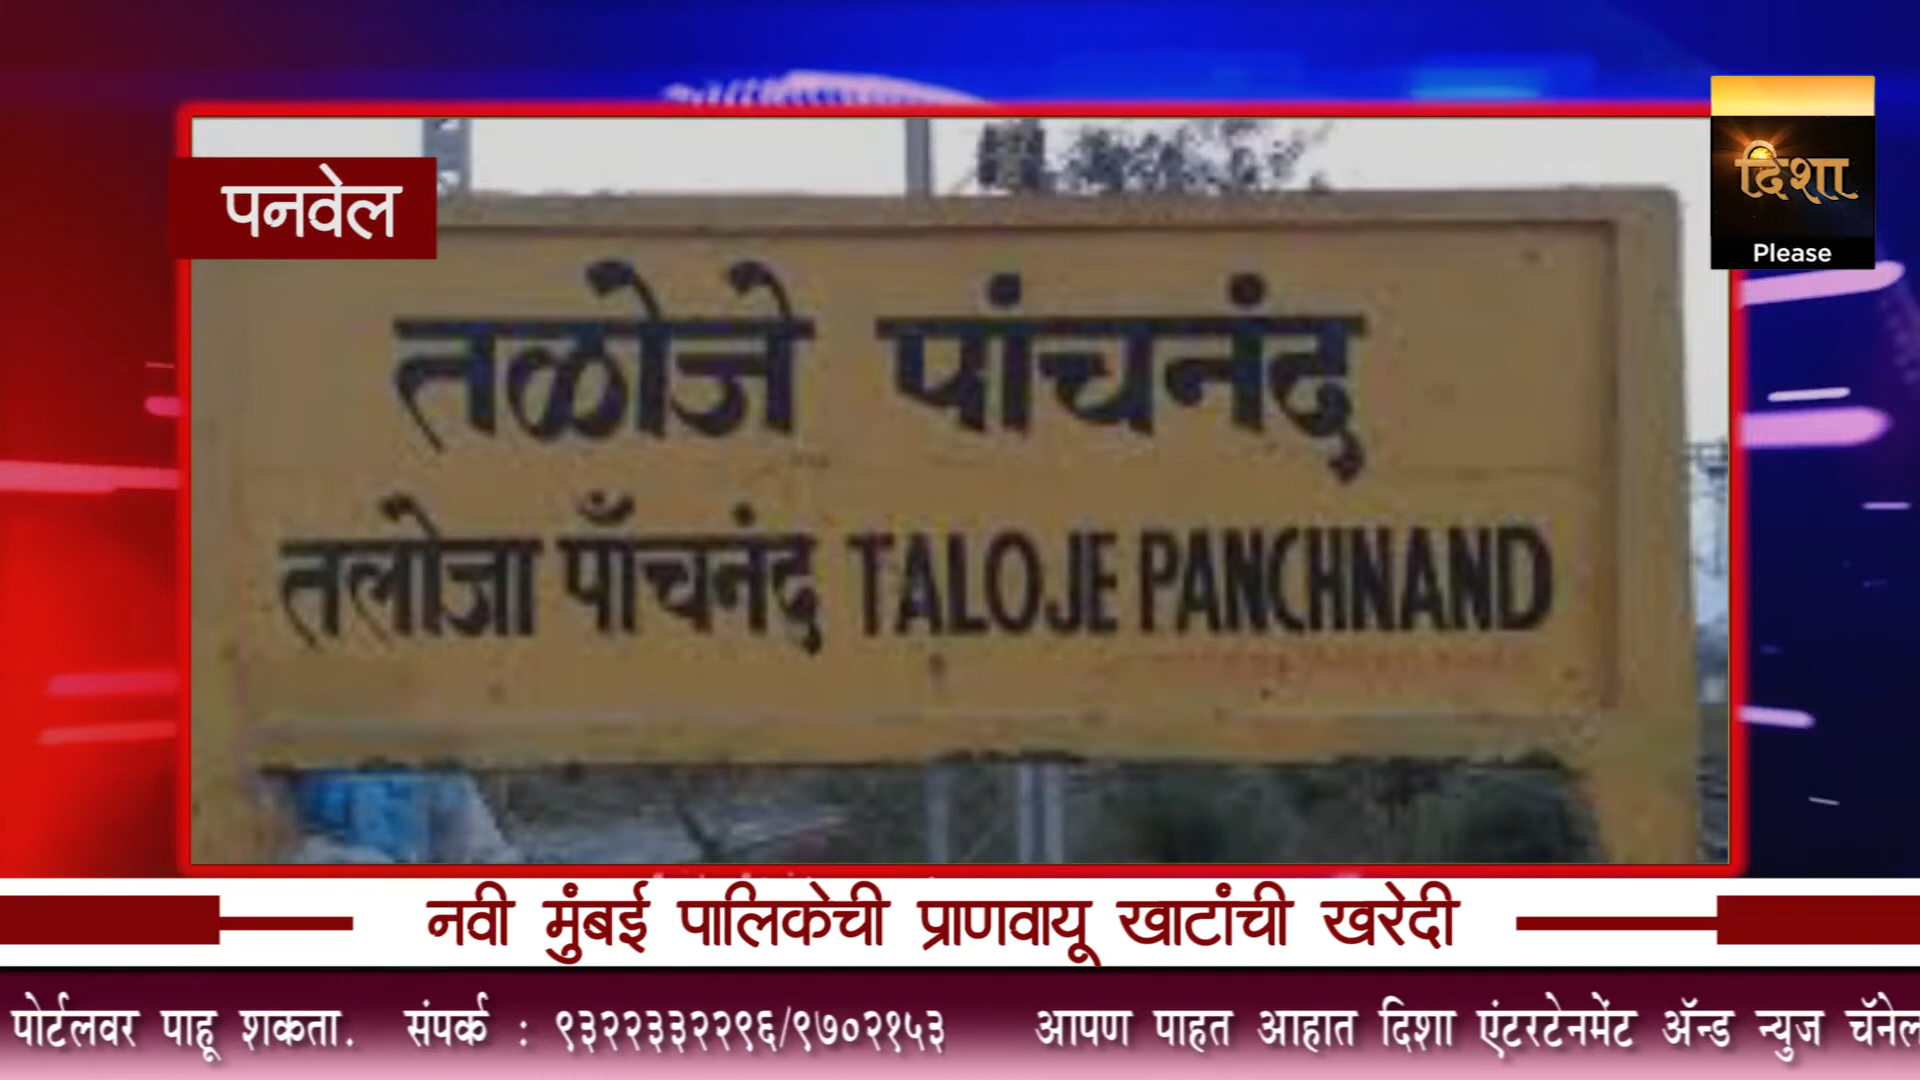 पनवेल
दिशा
Please
तळोजे पांचनंद
तलोजा पाँचनंद TALOJE PANCHNAND
नवी मुंबई पालिकेची प्राणवायू खाटांची खरेदी
पोर्टलवर पाहू शकता. संपर्क : ९३२२३३२२९६/९७०२१५३ आपण पाहत आहात दिशा एंटरटेनमेंट ॲन्ड न्युज चॅनेल